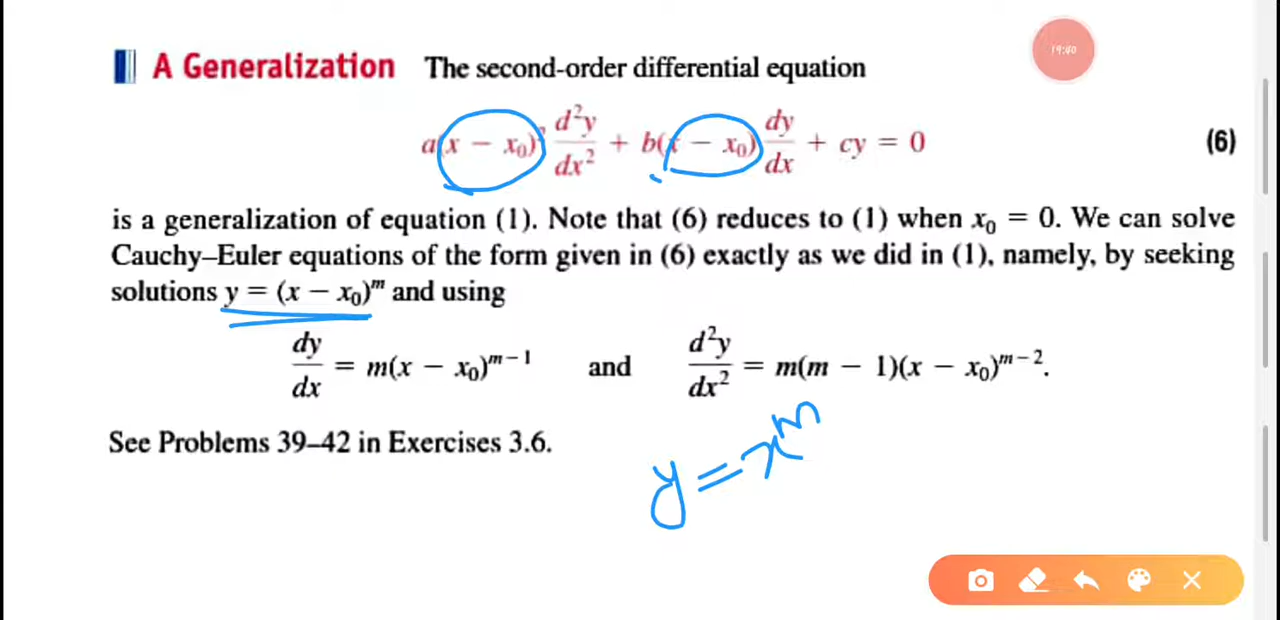 A Generalization The second-order differential equation
a(x − x₀)² d²y/dx² + b(x − x₀) dy/dx + cy = 0 (6)
is a generalization of equation (1). Note that (6) reduces to (1) when x₀ = 0. We can solve
Cauchy–Euler equations of the form given in (6) exactly as we did in (1), namely, by seeking
solutions y = (x − x₀)ᵐ and using
dy/dx = m(x − x₀)ᵐ⁻¹ and d²y/dx² = m(m − 1)(x − x₀)ᵐ⁻².
See Problems 39–42 in Exercises 3.6.
y = xᵐ